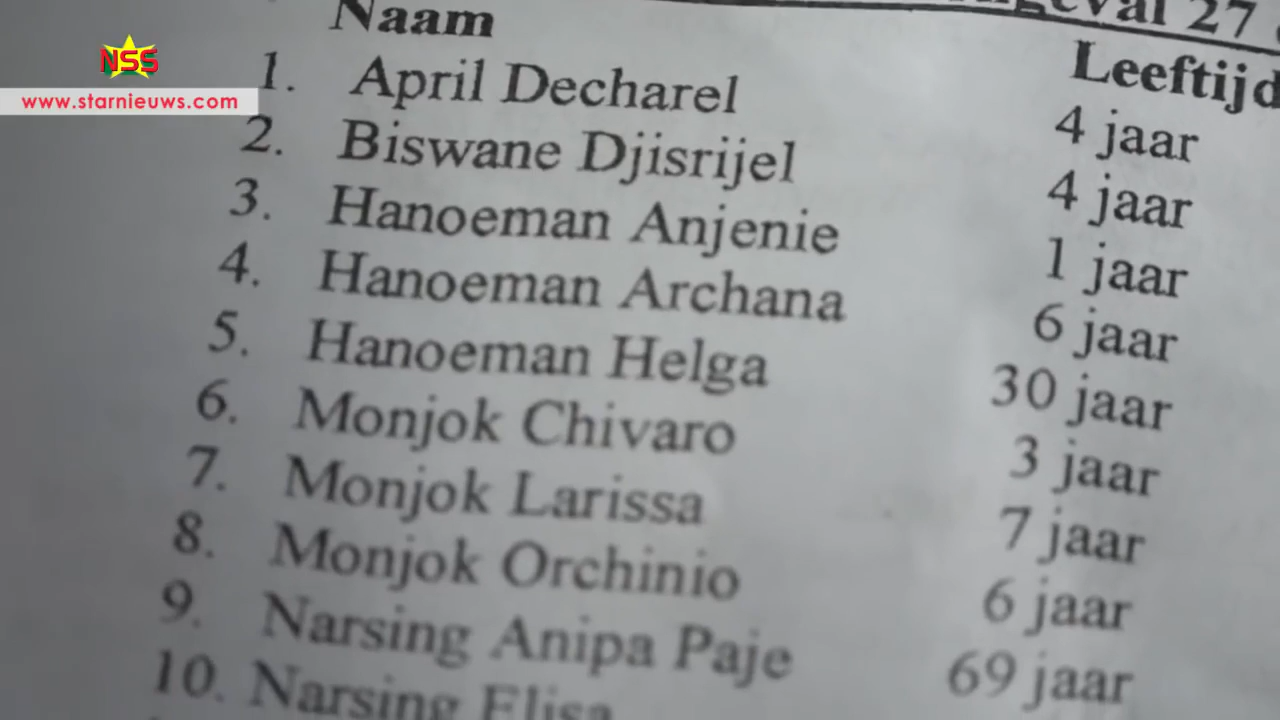 NSS
www.starnieuws.com
27
Naam Leeftijd
1. April Decharel 4 jaar
2. Biswane Djisrijel 4 jaar
3. Hanoeman Anjenie 1 jaar
4. Hanoeman Archana 6 jaar
5. Hanoeman Helga 30 jaar
6. Monjok Chivaro 3 jaar
7. Monjok Larissa 7 jaar
8. Monjok Orchinio 6 jaar
9. Narsing Anipa Paje 69 jaar
10. Narsing Elisa